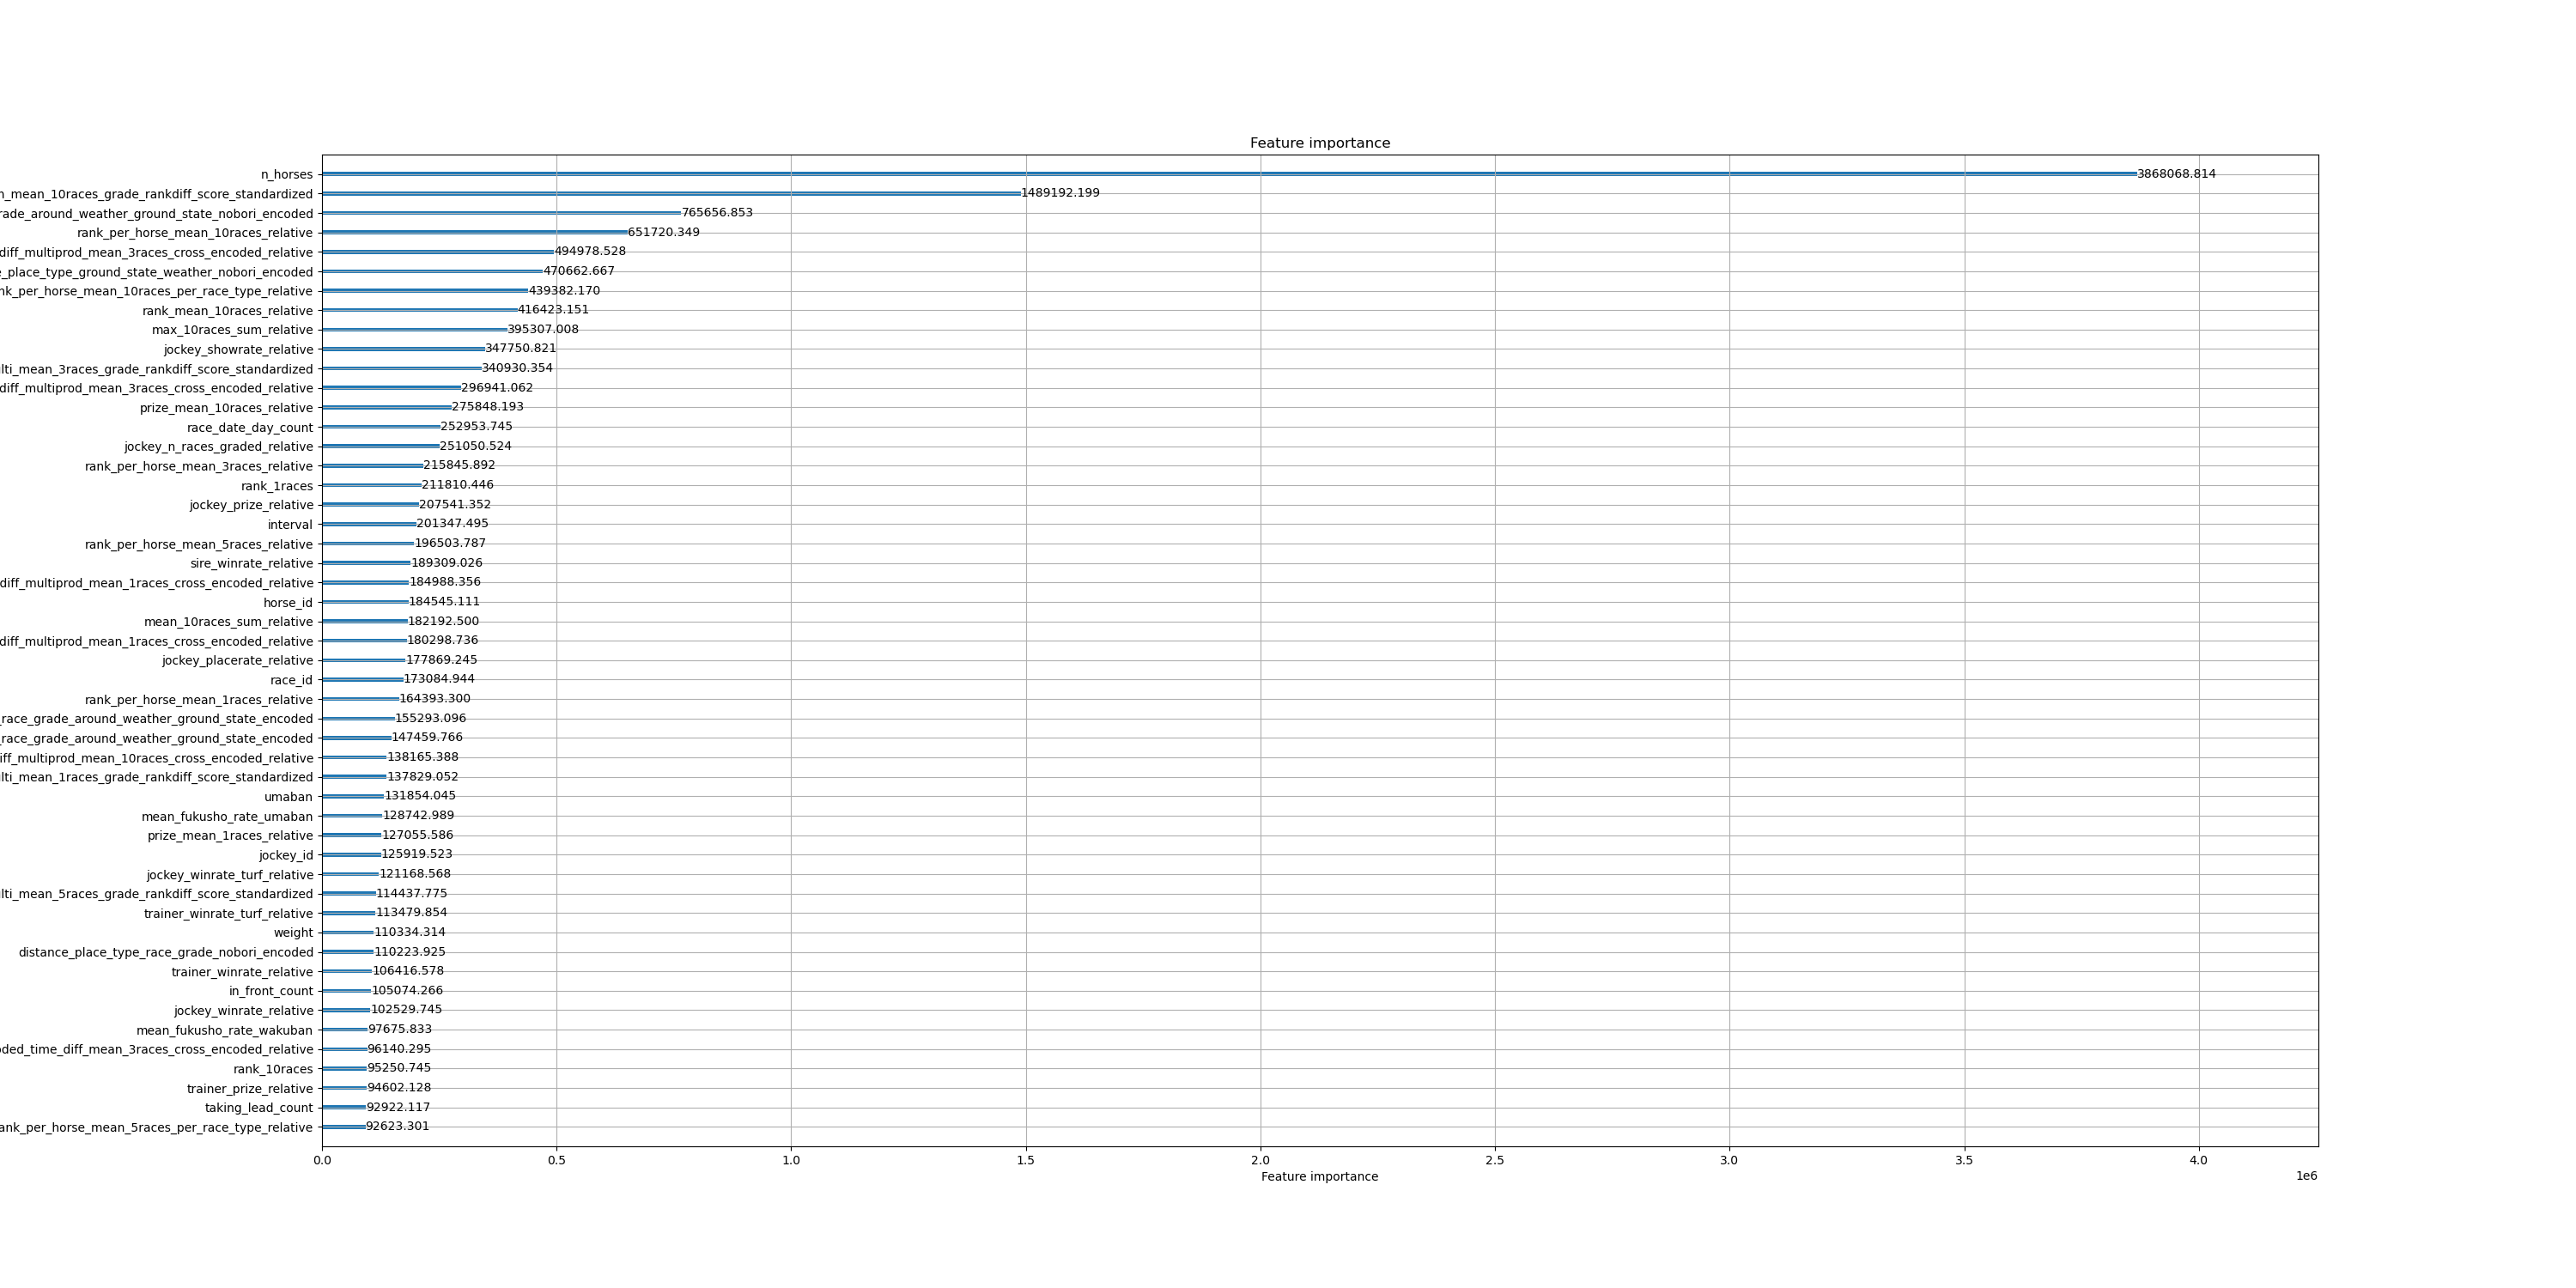 Feature importance
n_horses 3868068.814
n_mean_10races_grade_rankdiff_score_standardized 1489192.199
rade_around_weather_ground_state_nobori_encoded 765656.853
rank_per_horse_mean_10races_relative 651720.349
diff_multiprod_mean_3races_cross_encoded_relative 494978.528
e_place_type_ground_state_weather_nobori_encoded 470662.667
nk_per_horse_mean_10races_per_race_type_relative 439382.170
rank_mean_10races_relative 416423.151
max_10races_sum_relative 395307.008
jockey_showrate_relative 347750.821
lti_mean_3races_grade_rankdiff_score_standardized 340930.354
diff_multiprod_mean_3races_cross_encoded_relative 296941.062
prize_mean_10races_relative 275848.193
race_date_day_count 252953.745
jockey_n_races_graded_relative 251050.524
rank_per_horse_mean_3races_relative 215845.892
rank_1races 211810.446
jockey_prize_relative 207541.352
interval 201347.495
rank_per_horse_mean_5races_relative 196503.787
sire_winrate_relative 189309.026
diff_multiprod_mean_1races_cross_encoded_relative 184988.356
horse_id 184545.111
mean_10races_sum_relative 182192.500
diff_multiprod_mean_1races_cross_encoded_relative 180298.736
jockey_placerate_relative 177869.245
race_id 173084.944
rank_per_horse_mean_1races_relative 164393.300
_race_grade_around_weather_ground_state_encoded 155293.096
_race_grade_around_weather_ground_state_encoded 147459.766
iff_multiprod_mean_10races_cross_encoded_relative 138165.388
lti_mean_1races_grade_rankdiff_score_standardized 137829.052
umaban 131854.045
mean_fukusho_rate_umaban 128742.989
prize_mean_1races_relative 127055.586
jockey_id 125919.523
jockey_winrate_turf_relative 121168.568
lti_mean_5races_grade_rankdiff_score_standardized 114437.775
trainer_winrate_turf_relative 113479.854
weight 110334.314
distance_place_type_race_grade_nobori_encoded 110223.925
trainer_winrate_relative 106416.578
in_front_count 105074.266
jockey_winrate_relative 102529.745
mean_fukusho_rate_wakuban 97675.833
ded_time_diff_mean_3races_cross_encoded_relative 96140.295
rank_10races 95250.745
trainer_prize_relative 94602.128
taking_lead_count 92922.117
ank_per_horse_mean_5races_per_race_type_relative 92623.301
0.0 0.5 1.0 1.5 2.0 2.5 3.0 3.5 4.0
Feature importance
1e6